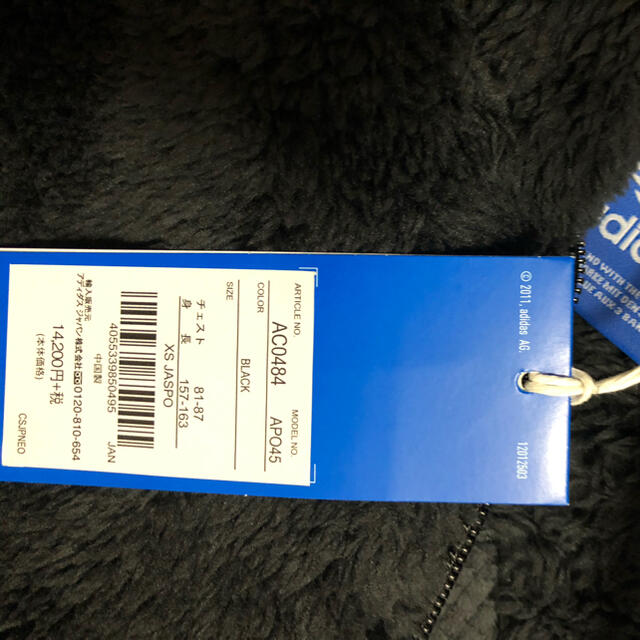 © 2011, adidas AG.
12012603
ARTICLE NO.
MODEL NO.
AC0484
APO45
COLOR
BLACK
SIZE
チェスト 81-87
身 長 157-163
XS JASPO
4055339850495 JAN
中国製
輸入販売元
アディダス ジャパン株式会社 0120-810-654
14,200円+税
(本体価格)
CSJPNEO